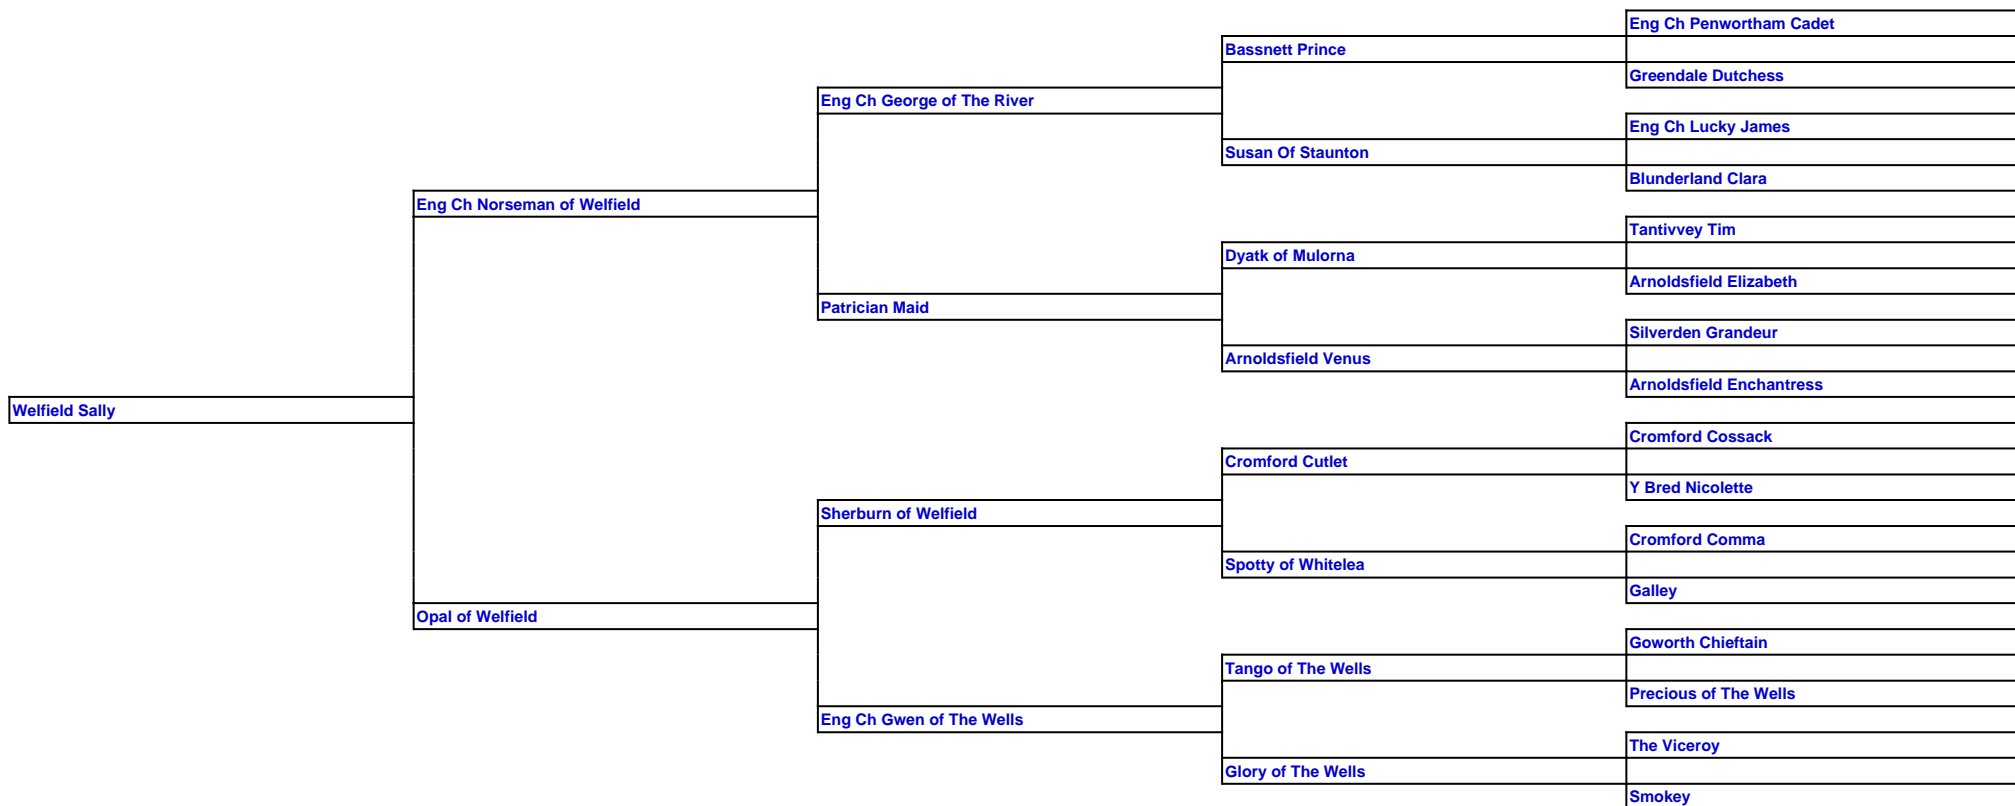 Eng Ch Penwortham Cadet
Bassnett Prince
Greendale Dutchess
Eng Ch George of The River
Eng Ch Lucky James
Susan Of Staunton
Blunderland Clara
Eng Ch Norseman of Welfield
Tantivvey Tim
Dyatk of Mulorna
Arnoldsfield Elizabeth
Patrician Maid
Silverden Grandeur
Arnoldsfield Venus
Arnoldsfield Enchantress
Welfield Sally
Cromford Cossack
Cromford Cutlet
Y Bred Nicolette
Sherburn of Welfield
Cromford Comma
Spotty of Whitelea
Galley
Opal of Welfield
Goworth Chieftain
Tango of The Wells
Precious of The Wells
Eng Ch Gwen of The Wells
The Viceroy
Glory of The Wells
Smokey